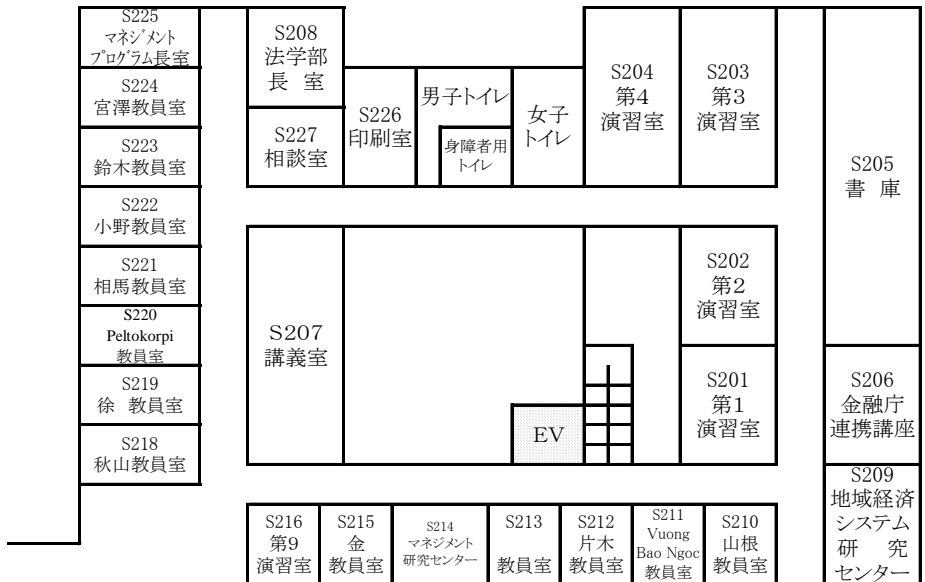 S225
マネジメント
プログラム長室
S224
宮澤教員室
S223
鈴木教員室
S222
小野教員室
S221
相馬教員室
S220
Peltokorpi
教員室
S219
徐 教員室
S218
秋山教員室
S208
法学部
長 室
S227
相談室
S226
印刷室
男子トイレ
身障者用
トイレ
女子
トイレ
S204
第4
演習室
S203
第3
演習室
S205
書 庫
S207
講義室
EV
S202
第2
演習室
S201
第1
演習室
S206
金融庁
連携講座
S209
地域経済
システム
研 究
センター
S216
第9
演習室
S215
金
教員室
S214
マネジメント
研究センター
S213
教員室
S212
片木
教員室
S211
Vuong
Bao Ngoc
教員室
S210
山根
教員室